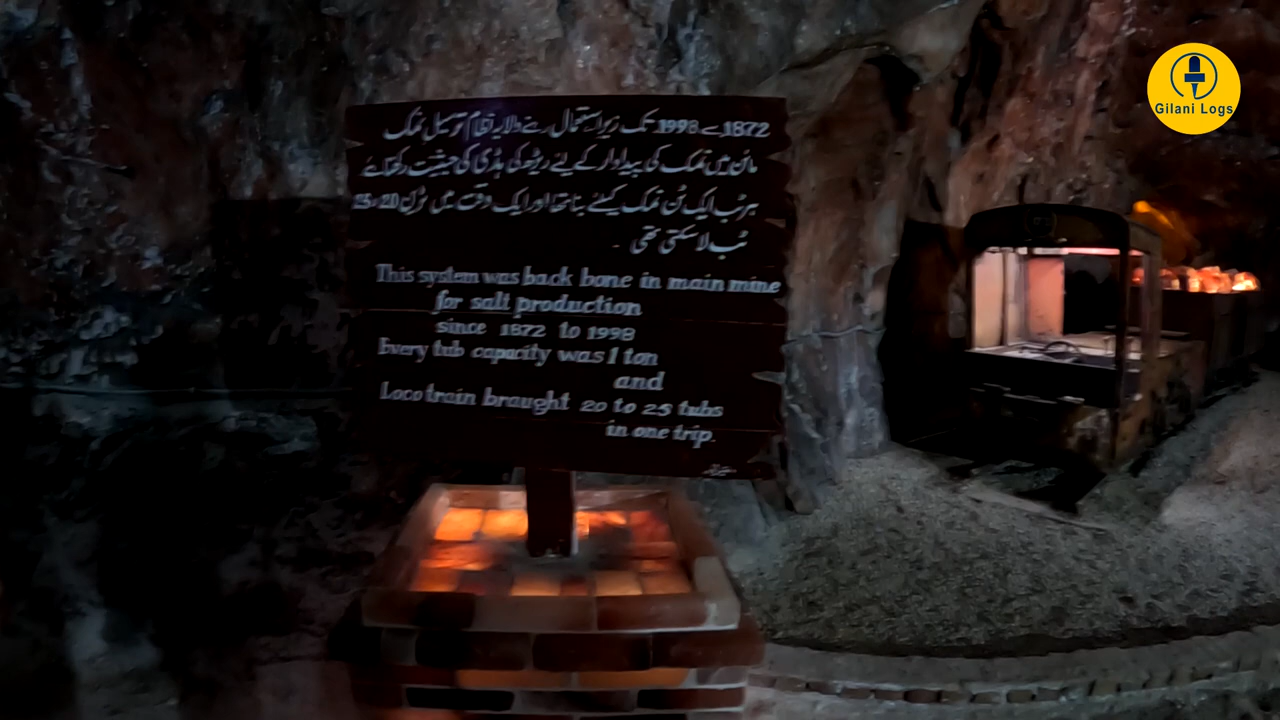 1872 سے 1998 تک زیر استعمال رہنے والا یہ نظام ترسیل نمک
مائن میں نمک کی پیداوار کے لیے ریڑھ کی ہڈی کی حیثیت رکھتا ہے
ہر ٹب ایک ٹن نمک کیلئے بنا تھا اور ایک وقت میں ٹرین 20 تا 25
ٹب لا سکتی تھی -
This system was back bone in main mine
for salt production
since 1872 to 1998
Every tub capacity was 1 ton
and
Loco train braught 20 to 25 tubs
in one trip.
Gilani Logs